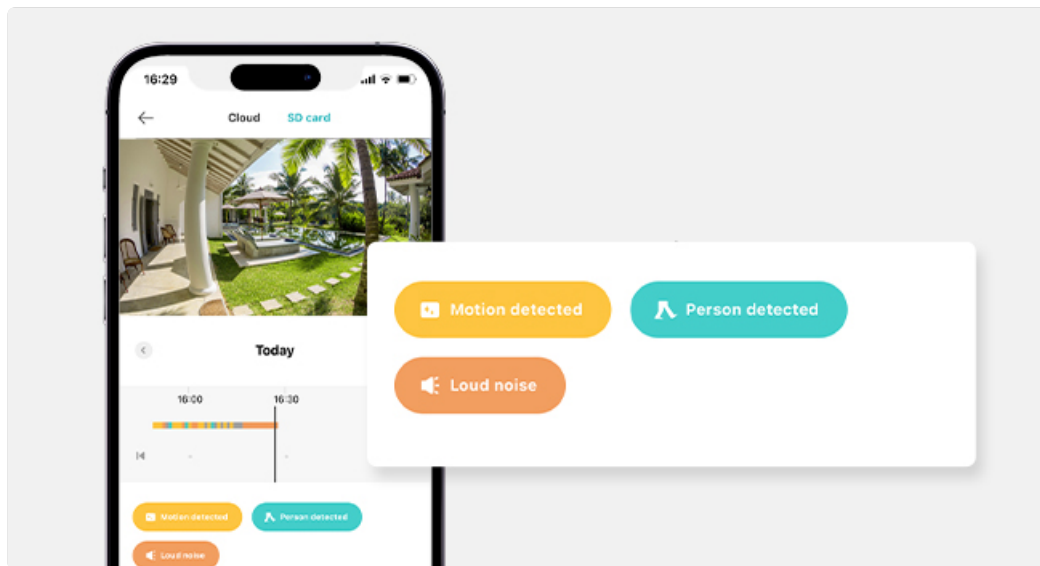 16:29
Cloud SD card
Today
16:00 16:30
Motion detected Person detected
Loud noise
Motion detected Person detected
Loud noise